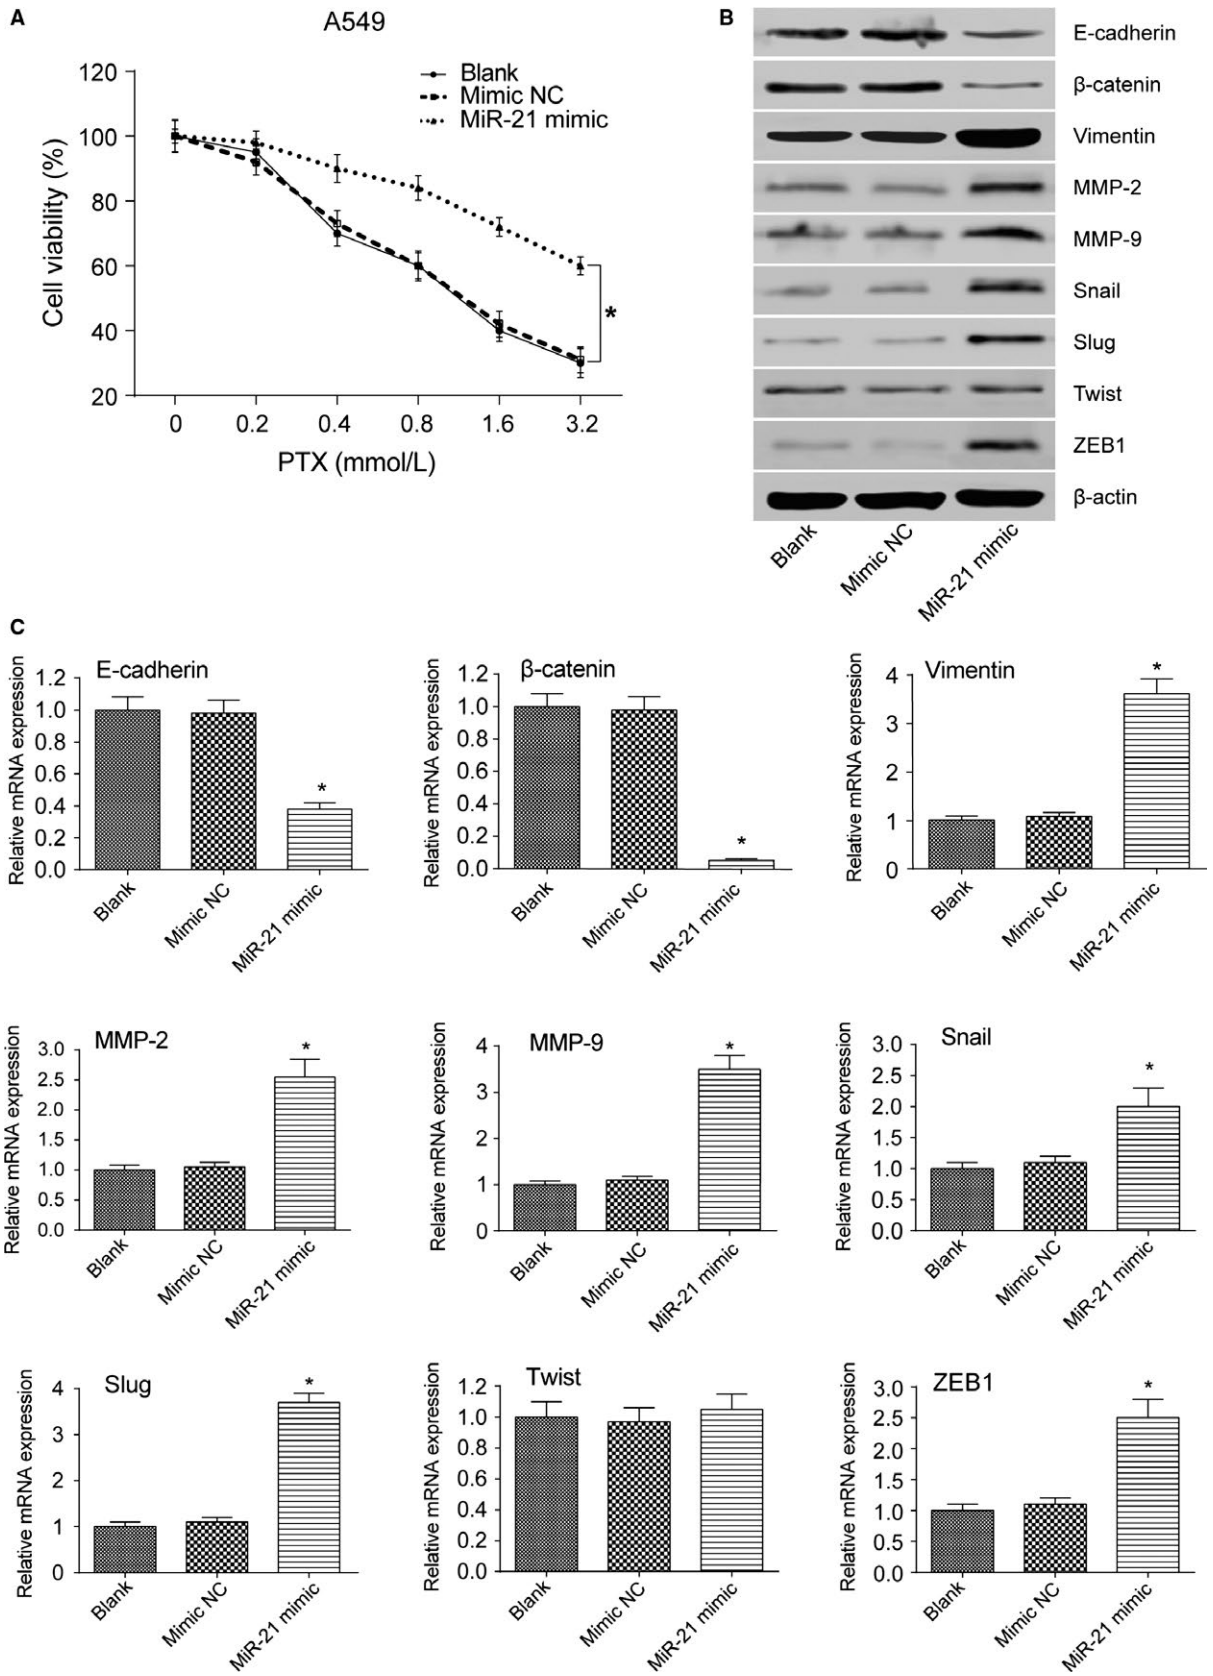 A
A549
Blank
Mimic NC
MiR-21 mimic
Cell viability (%)
120
100
80
60
40
20
*
0 0.2 0.4 0.8 1.6 3.2
PTX (mmol/L)
B
E-cadherin
β-catenin
Vimentin
MMP-2
MMP-9
Snail
Slug
Twist
ZEB1
β-actin
Blank
Mimic NC
MiR-21 mimic
C
E-cadherin
Relative mRNA expression
1.2
1.0
0.8
0.6
0.4
0.2
0.0
*
Blank
Mimic NC
MiR-21 mimic
β-catenin
Relative mRNA expression
1.2
1.0
0.8
0.6
0.4
0.2
0.0
*
Blank
Mimic NC
MiR-21 mimic
Vimentin
Relative mRNA expression
4
3
2
1
0
*
Blank
Mimic NC
MiR-21 mimic
MMP-2
Relative mRNA expression
3.0
2.5
2.0
1.5
1.0
0.5
0.0
*
Blank
Mimic NC
MiR-21 mimic
MMP-9
Relative mRNA expression
4
3
2
1
0
*
Blank
Mimic NC
MiR-21 mimic
Snail
Relative mRNA expression
3.0
2.5
2.0
1.5
1.0
0.5
0.0
*
Blank
Mimic NC
MiR-21 mimic
Slug
Relative mRNA expression
4
3
2
1
0
*
Blank
Mimic NC
MiR-21 mimic
Twist
Relative mRNA expression
1.2
1.0
0.8
0.6
0.4
0.2
0.0
Blank
Mimic NC
MiR-21 mimic
ZEB1
Relative mRNA expression
3.0
2.5
2.0
1.5
1.0
0.5
0.0
*
Blank
Mimic NC
MiR-21 mimic